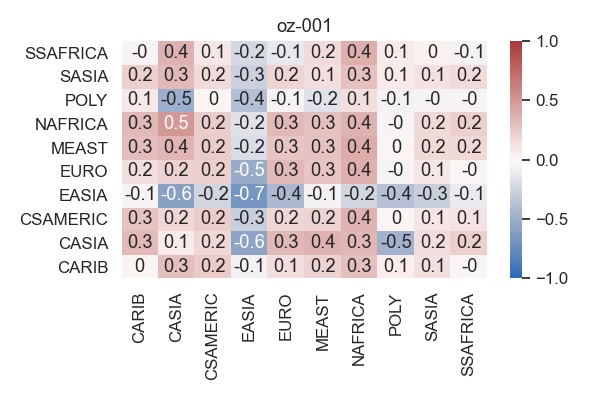 oz-001
SSAFRICA -0 0.4 0.1 -0.2 -0.1 0.2 0.4 0.1 0 -0.1
SASIA 0.2 0.3 0.2 -0.3 0.2 0.1 0.3 0.1 0.1 0.2
POLY 0.1 -0.5 0 -0.4 -0.1 -0.2 0.1 -0.1 -0 -0
NAFRICA 0.3 0.5 0.2 -0.2 0.3 0.3 0.4 -0 0.2 0.2
MEAST 0.3 0.4 0.2 -0.2 0.3 0.3 0.4 0 0.2 0.2
EURO 0.2 0.2 0.2 -0.5 0.3 0.3 0.4 -0 0.1 -0
EASIA -0.1 -0.6 -0.2 -0.7 -0.4 -0.1 -0.2 -0.4 -0.3 -0.1
CSAMERIC 0.3 0.2 0.2 -0.3 0.2 0.2 0.4 0 0.1 0.1
CASIA 0.3 0.1 0.2 -0.6 0.3 0.4 0.3 -0.5 0.2 0.2
CARIB 0 0.3 0.2 -0.1 0.1 0.2 0.3 0.1 0.1 -0
CARIB CASIA CSAMERIC EASIA EURO MEAST NAFRICA POLY SASIA SSAFRICA
1.0
0.5
0.0
−0.5
−1.0